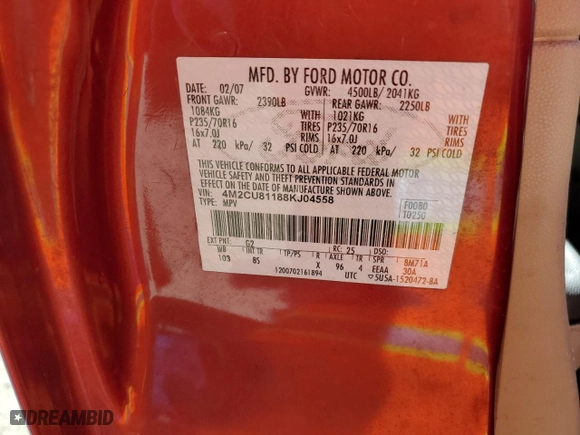 MFD. BY FORD MOTOR CO.
DATE: 02/07 GVWR: 4500LB/ 2041KG
FRONT GAWR: 2390LB REAR GAWR: 2250LB
1084KG WITH 1021KG WITH
P235/70R16 TIRES P235/70R16 TIRES
16x7.0J RIMS 16x7.0J RIMS
AT 220 kPa/ 32 PSI COLD AT 220 kPa/ 32 PSI COLD
THIS VEHICLE CONFORMS TO ALL APPLICABLE FEDERAL MOTOR
VEHICLE SAFETY AND THEFT PREVENTION STANDARDS IN
EFFECT ON THE DATE OF MANUFACTURE SHOWN ABOVE.
VIN: 4M2CU81188KJ04558 F0080
TYPE: MPV T0250
EXT PNT: G2 RC: 25 DSO:
WB INT TR TP/PS R AXLE TR SPR BM71A
103 8S X 96 4 EEAA 30A
1200702161894 UTC 5U5A-1520472-BA
DREAMBID